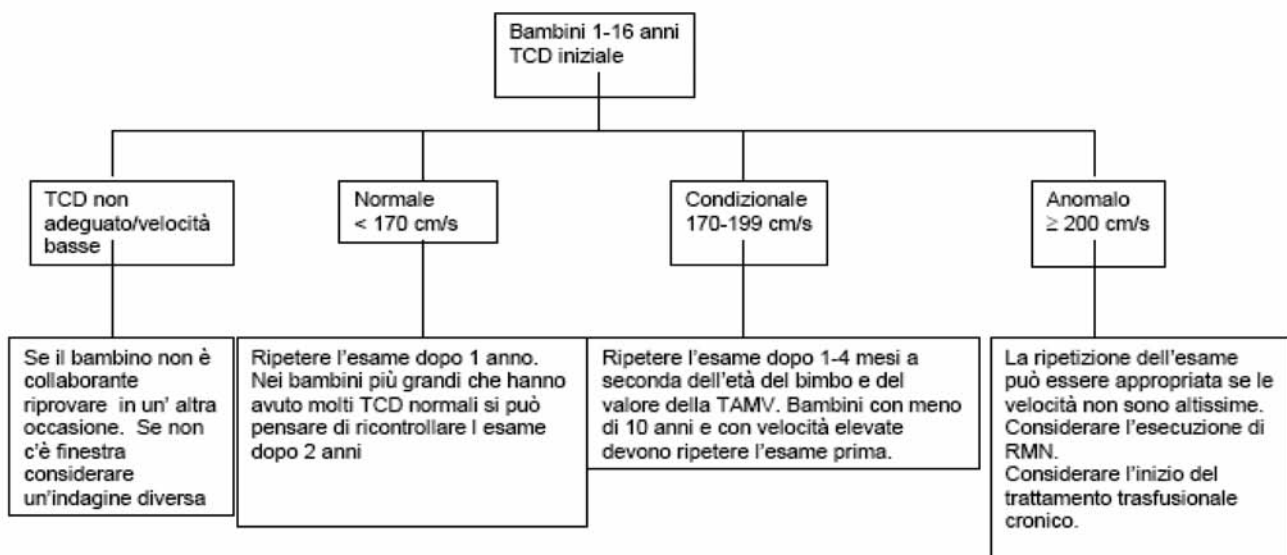 Bambini 1-16 anni
TCD iniziale
TCD non
adeguato/velocità
basse
Normale
< 170 cm/s
Condizionale
170-199 cm/s
Anomalo
≥ 200 cm/s
Se il bambino non è
collaborante
riprovare in un' altra
occasione. Se non
c'è finestra
considerare
un'indagine diversa
Ripetere l'esame dopo 1 anno.
Nei bambini più grandi che hanno
avuto molti TCD normali si può
pensare di ricontrollare l esame
dopo 2 anni
Ripetere l'esame dopo 1-4 mesi a
seconda dell'età del bimbo e del
valore della TAMV. Bambini con meno
di 10 anni e con velocità elevate
devono ripetere l'esame prima.
La ripetizione dell'esame
può essere appropriata se le
velocità non sono altissime.
Considerare l'esecuzione di
RMN.
Considerare l'inizio del
trattamento trasfusionale
cronico.